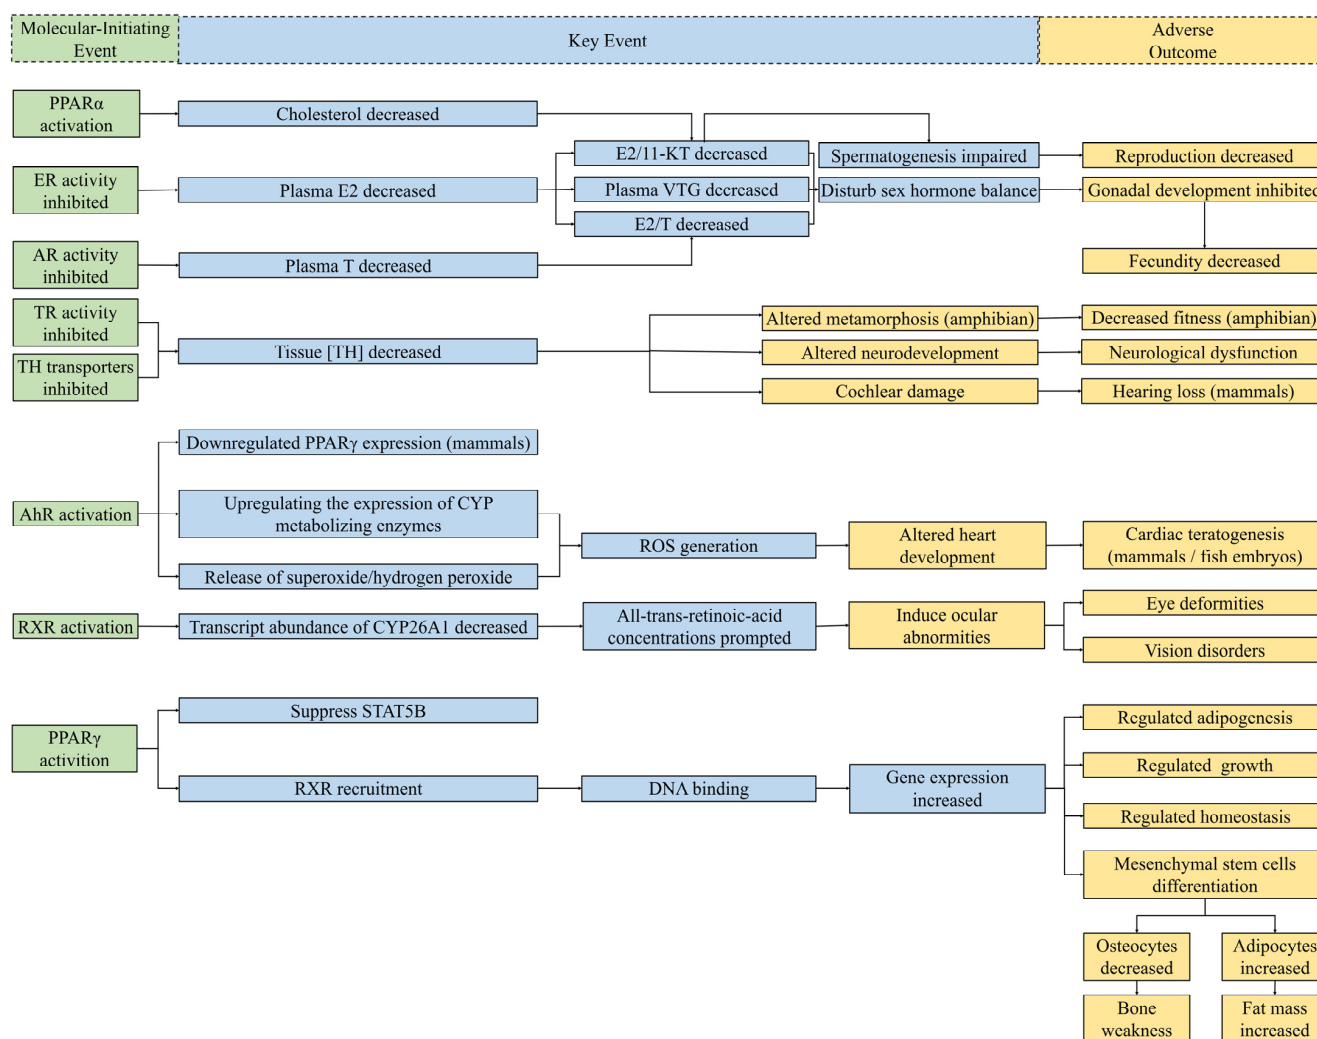 Molecular-Initiating
Event
Key Event
Adverse
Outcome
PPARα
activation
Cholesterol decreased
E2/11-KT decreased
Spermatogenesis impaired
Reproduction decreased
ER activity
inhibited
Plasma E2 decreased
Plasma VTG decreased
Disturb sex hormone balance
Gonadal development inhibited
E2/T decreased
AR activity
inhibited
Plasma T decreased
Fecundity decreased
TR activity
inhibited
TH transporters
inhibited
Tissue [TH] decreased
Altered metamorphosis (amphibian)
Decreased fitness (amphibian)
Altered neurodevelopment
Neurological dysfunction
Cochlear damage
Hearing loss (mammals)
Downregulated PPARγ expression (mammals)
AhR activation
Upregulating the expression of CYP
metabolizing enzymes
Release of superoxide/hydrogen peroxide
ROS generation
Altered heart
development
Cardiac teratogenesis
(mammals / fish embryos)
RXR activation
Transcript abundance of CYP26A1 decreased
All-trans-retinoic-acid
concentrations prompted
Induce ocular
abnormities
Eye deformities
Vision disorders
PPARγ
activition
Suppress STAT5B
RXR recruitment
DNA binding
Gene expression
increased
Regulated adipogenesis
Regulated growth
Regulated homeostasis
Mesenchymal stem cells
differentiation
Osteocytes
decreased
Adipocytes
increased
Bone
weakness
Fat mass
increased